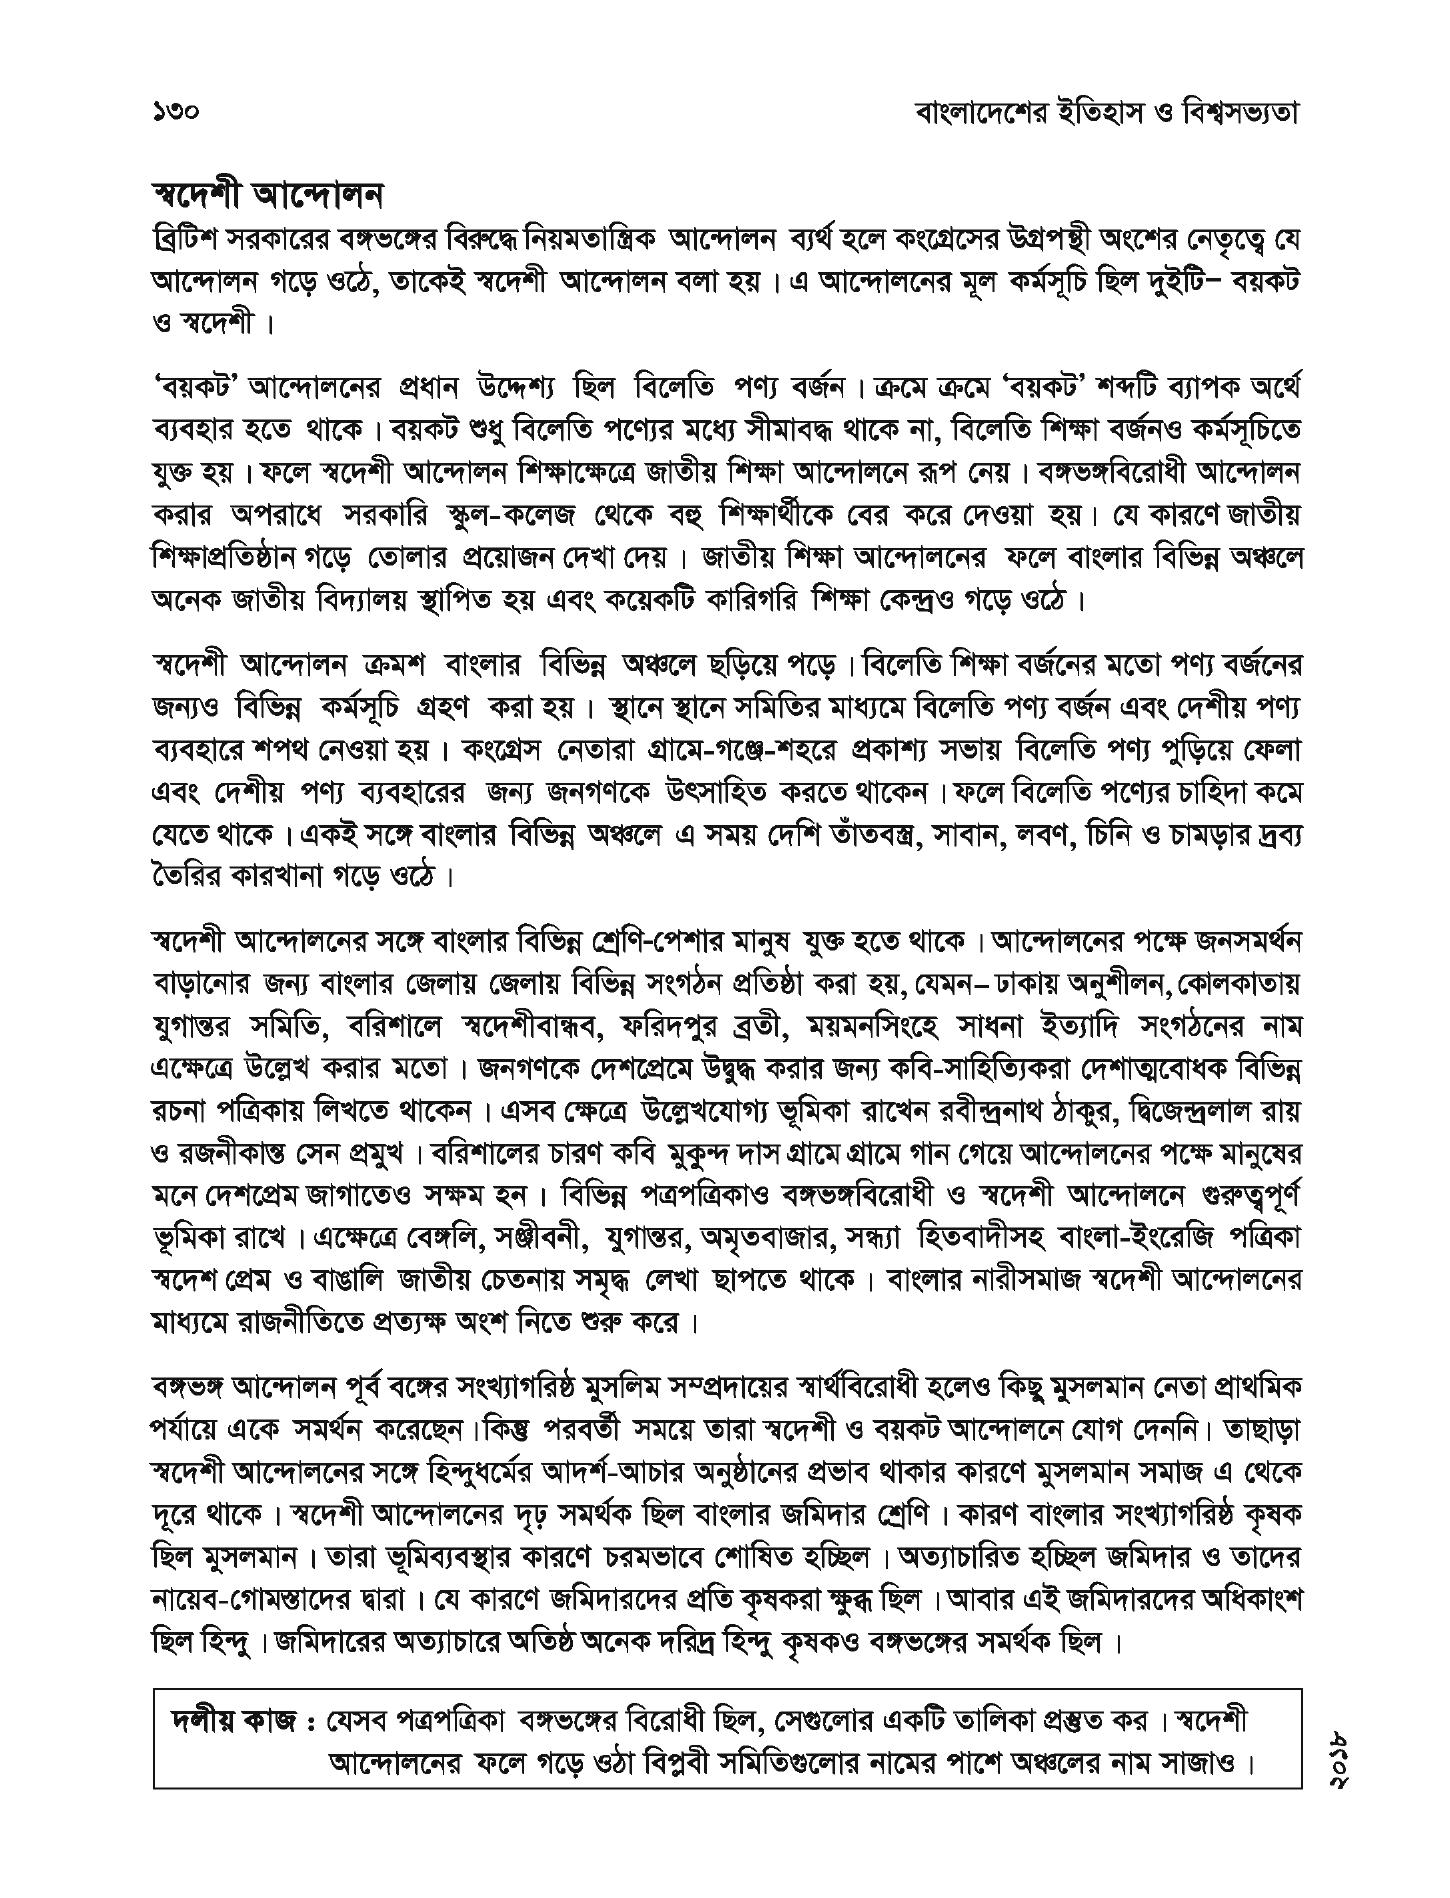 ১৩০
বাংলাদেশের ইতিহাস ও বিশ্বসভ্যতা
স্বদেশী আন্দোলন
ব্রিটিশ সরকারের বঙ্গভঙ্গের বিরুদ্ধে নিয়মতান্ত্রিক আন্দোলন ব্যর্থ হলে কংগ্রেসের উগ্রপন্থী অংশের নেতৃত্বে যে
আন্দোলন গড়ে ওঠে, তাকেই স্বদেশী আন্দোলন বলা হয় । এ আন্দোলনের মূল কর্মসূচি ছিল দুইটি– বয়কট
ও স্বদেশী ।
‘বয়কট’ আন্দোলনের প্রধান উদ্দেশ্য ছিল বিলেতি পণ্য বর্জন । ক্রমে ক্রমে ‘বয়কট’ শব্দটি ব্যাপক অর্থে
ব্যবহার হতে থাকে । বয়কট শুধু বিলেতি পণ্যের মধ্যে সীমাবদ্ধ থাকে না, বিলেতি শিক্ষা বর্জনও কর্মসূচিতে
যুক্ত হয় । ফলে স্বদেশী আন্দোলন শিক্ষাক্ষেত্রে জাতীয় শিক্ষা আন্দোলনে রূপ নেয় । বঙ্গভঙ্গবিরোধী আন্দোলন
করার অপরাধে সরকারি স্কুল-কলেজ থেকে বহু শিক্ষার্থীকে বের করে দেওয়া হয়। যে কারণে জাতীয়
শিক্ষাপ্রতিষ্ঠান গড়ে তোলার প্রয়োজন দেখা দেয় । জাতীয় শিক্ষা আন্দোলনের ফলে বাংলার বিভিন্ন অঞ্চলে
অনেক জাতীয় বিদ্যালয় স্থাপিত হয় এবং কয়েকটি কারিগরি শিক্ষা কেন্দ্রও গড়ে ওঠে ।
স্বদেশী আন্দোলন ক্রমশ বাংলার বিভিন্ন অঞ্চলে ছড়িয়ে পড়ে । বিলেতি শিক্ষা বর্জনের মতো পণ্য বর্জনের
জন্যও বিভিন্ন কর্মসূচি গ্রহণ করা হয় । স্থানে স্থানে সমিতির মাধ্যমে বিলেতি পণ্য বর্জন এবং দেশীয় পণ্য
ব্যবহারে শপথ নেওয়া হয় । কংগ্রেস নেতারা গ্রামে-গঞ্জে-শহরে প্রকাশ্য সভায় বিলেতি পণ্য পুড়িয়ে ফেলা
এবং দেশীয় পণ্য ব্যবহারের জন্য জনগণকে উৎসাহিত করতে থাকেন । ফলে বিলেতি পণ্যের চাহিদা কমে
যেতে থাকে । একই সঙ্গে বাংলার বিভিন্ন অঞ্চলে এ সময় দেশি তাঁতবস্ত্র, সাবান, লবণ, চিনি ও চামড়ার দ্রব্য
তৈরির কারখানা গড়ে ওঠে ।
স্বদেশী আন্দোলনের সঙ্গে বাংলার বিভিন্ন শ্রেণি-পেশার মানুষ যুক্ত হতে থাকে । আন্দোলনের পক্ষে জনসমর্থন
বাড়ানোর জন্য বাংলার জেলায় জেলায় বিভিন্ন সংগঠন প্রতিষ্ঠা করা হয়, যেমন– ঢাকায় অনুশীলন, কোলকাতায়
যুগান্তর সমিতি, বরিশালে স্বদেশীবান্ধব, ফরিদপুর ব্রতী, ময়মনসিংহে সাধনা ইত্যাদি সংগঠনের নাম
এক্ষেত্রে উল্লেখ করার মতো । জনগণকে দেশপ্রেমে উদ্বুদ্ধ করার জন্য কবি-সাহিত্যিকরা দেশাত্মবোধক বিভিন্ন
রচনা পত্রিকায় লিখতে থাকেন । এসব ক্ষেত্রে উল্লেখযোগ্য ভূমিকা রাখেন রবীন্দ্রনাথ ঠাকুর, দ্বিজেন্দ্রলাল রায়
ও রজনীকান্ত সেন প্রমুখ । বরিশালের চারণ কবি মুকুন্দ দাস গ্রামে গ্রামে গান গেয়ে আন্দোলনের পক্ষে মানুষের
মনে দেশপ্রেম জাগাতেও সক্ষম হন । বিভিন্ন পত্রপত্রিকাও বঙ্গভঙ্গবিরোধী ও স্বদেশী আন্দোলনে গুরুত্বপূর্ণ
ভূমিকা রাখে । এক্ষেত্রে বেঙ্গলি, সঞ্জীবনী, যুগান্তর, অমৃতবাজার, সন্ধ্যা হিতবাদীসহ বাংলা-ইংরেজি পত্রিকা
স্বদেশ প্রেম ও বাঙালি জাতীয় চেতনায় সমৃদ্ধ লেখা ছাপতে থাকে । বাংলার নারীসমাজ স্বদেশী আন্দোলনের
মাধ্যমে রাজনীতিতে প্রত্যক্ষ অংশ নিতে শুরু করে ।
বঙ্গভঙ্গ আন্দোলন পূর্ব বঙ্গের সংখ্যাগরিষ্ঠ মুসলিম সম্প্রদায়ের স্বার্থবিরোধী হলেও কিছু মুসলমান নেতা প্রাথমিক
পর্যায়ে একে সমর্থন করেছেন । কিন্তু পরবর্তী সময়ে তারা স্বদেশী ও বয়কট আন্দোলনে যোগ দেননি। তাছাড়া
স্বদেশী আন্দোলনের সঙ্গে হিন্দুধর্মের আদর্শ-আচার অনুষ্ঠানের প্রভাব থাকার কারণে মুসলমান সমাজ এ থেকে
দূরে থাকে । স্বদেশী আন্দোলনের দৃঢ় সমর্থক ছিল বাংলার জমিদার শ্রেণি । কারণ বাংলার সংখ্যাগরিষ্ঠ কৃষক
ছিল মুসলমান । তারা ভূমিব্যবস্থার কারণে চরমভাবে শোষিত হচ্ছিল । অত্যাচারিত হচ্ছিল জমিদার ও তাদের
নায়েব-গোমস্তাদের দ্বারা । যে কারণে জমিদারদের প্রতি কৃষকরা ক্ষুব্ধ ছিল । আবার এই জমিদারদের অধিকাংশ
ছিল হিন্দু । জমিদারের অত্যাচারে অতিষ্ঠ অনেক দরিদ্র হিন্দু কৃষকও বঙ্গভঙ্গের সমর্থক ছিল ।
দলীয় কাজ : যেসব পত্রপত্রিকা বঙ্গভঙ্গের বিরোধী ছিল, সেগুলোর একটি তালিকা প্রস্তুত কর । স্বদেশী
আন্দোলনের ফলে গড়ে ওঠা বিপ্লবী সমিতিগুলোর নামের পাশে অঞ্চলের নাম সাজাও ।
২০১৮